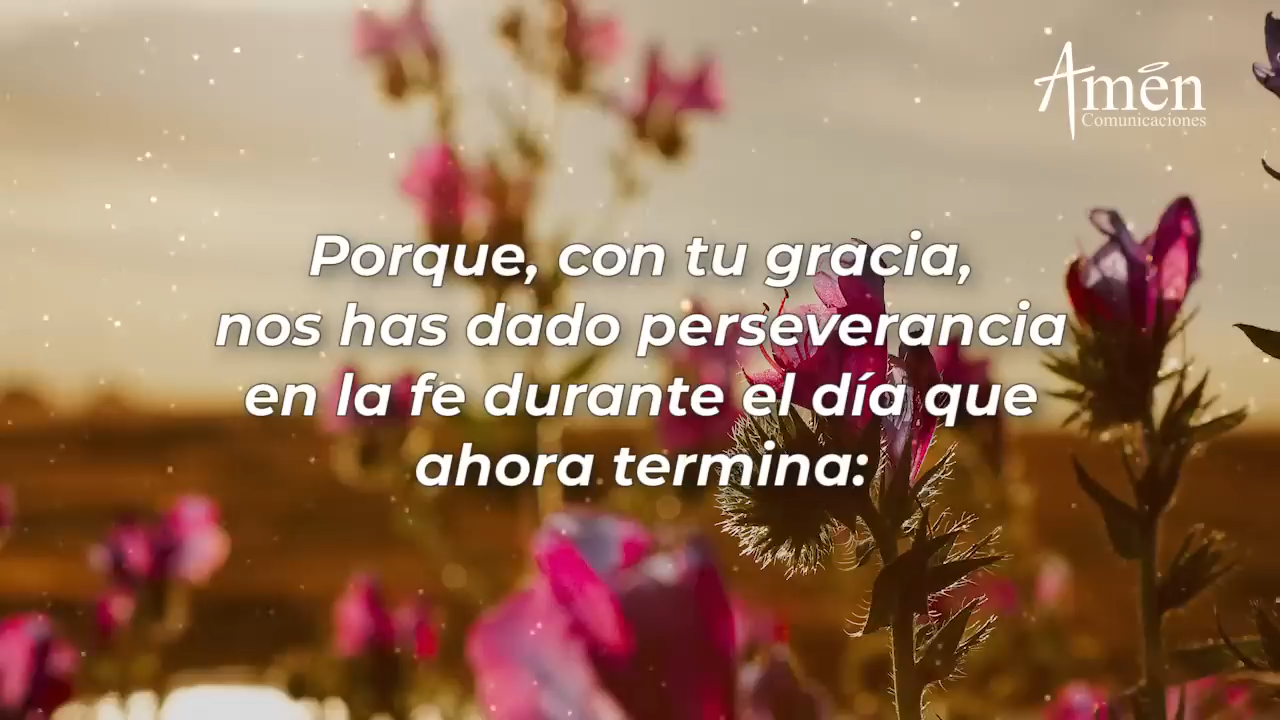 Amén
Comunicaciones
Porque, con tu gracia,
nos has dado perseverancia
en la fe durante el día que
ahora termina: